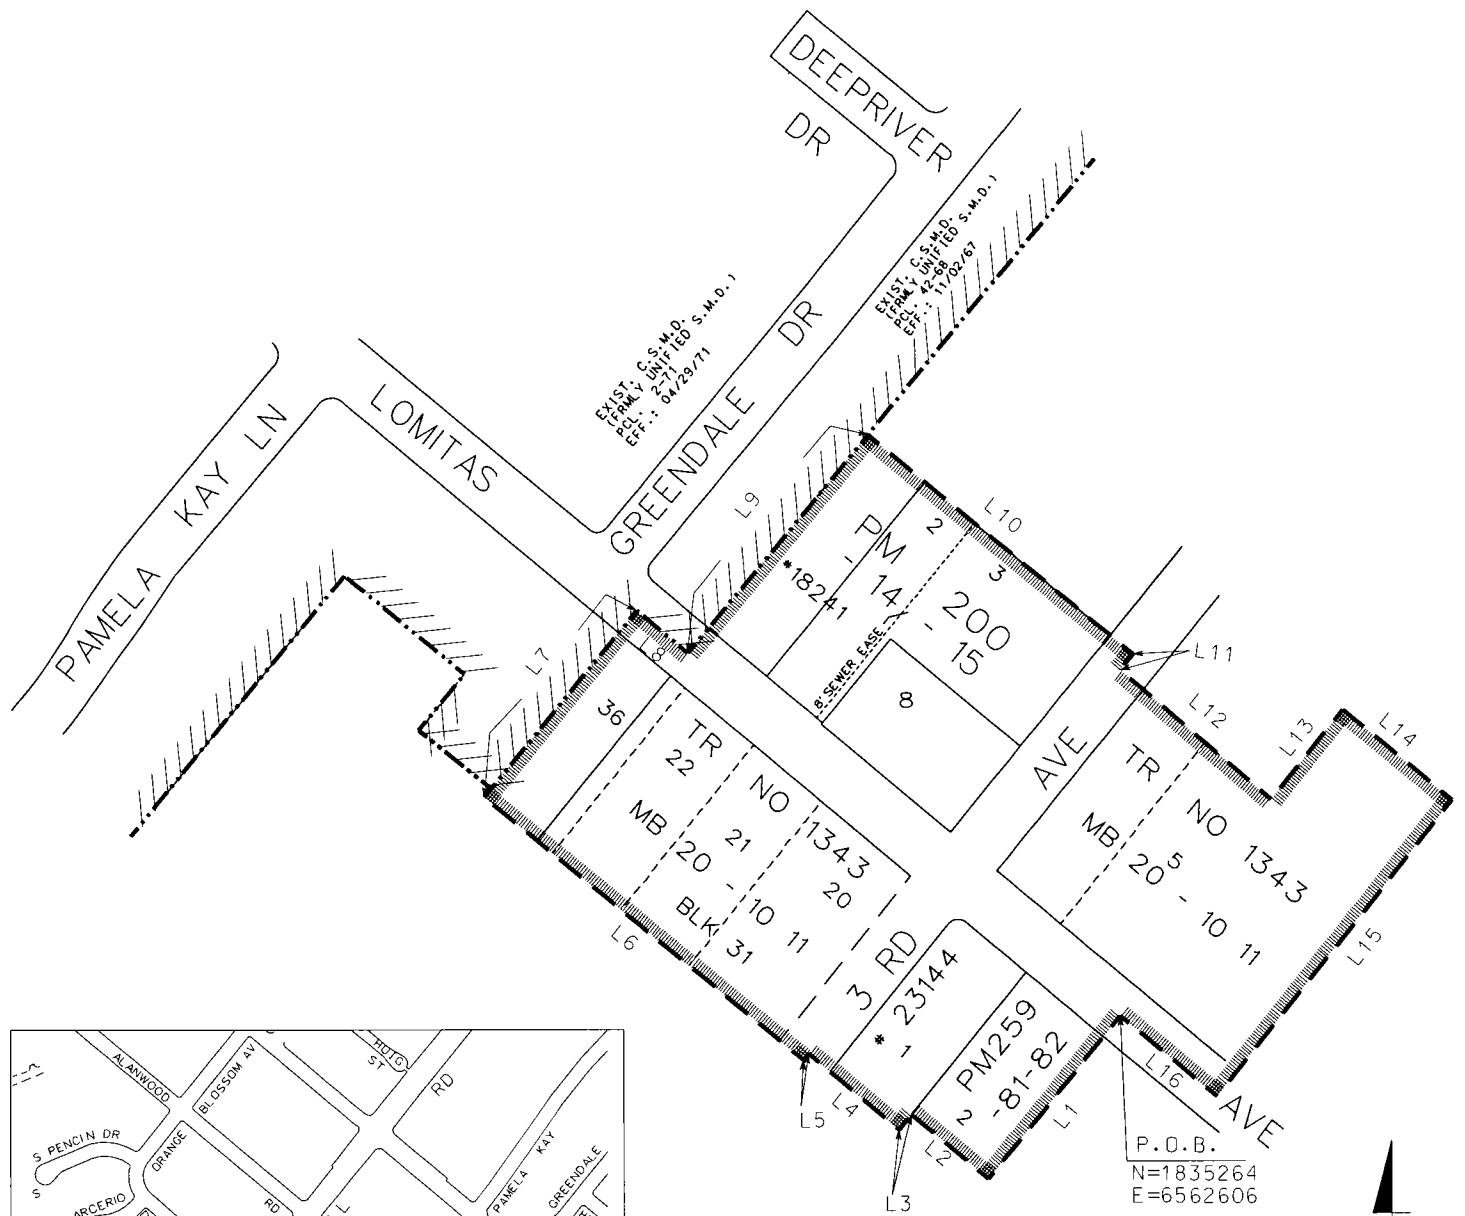 DEEPRIVER
DR
EXIST. C.S.M.D.
(FRMLY UNIFIED S.M.D.)
PCL. 42-68
EFF.: 11/02/67
EXIST. C.S.M.D.
(FRMLY UNIFIED S.M.D.)
PCL. 2-71
EFF.: 04/29/71
GREENDALE DR
LOMITAS
PAMELA KAY LN
L9
L10
L7
L8
L11
L12
L13
L14
PM
*18241
- 14
2
3
200
- 15
8' SEWER EASE
8
36
TR NO 1343
22
21
20
MB 20 - 10 11
BLK 31
AVE
TR NO 1343
5
MB 20 - 10 11
L15
L6
3 RD
* 23144
1
PM259
-81-82
2
L5
L4
L3
L2
L1
L16
AVE
P.O.B.
N=1835264
E=6562606
ALANWOOD
BLOSSOM AV
ST
RD
S PENCIN DR
S
ORANGE
RD
L
PAMELA KAY
GREENDALE